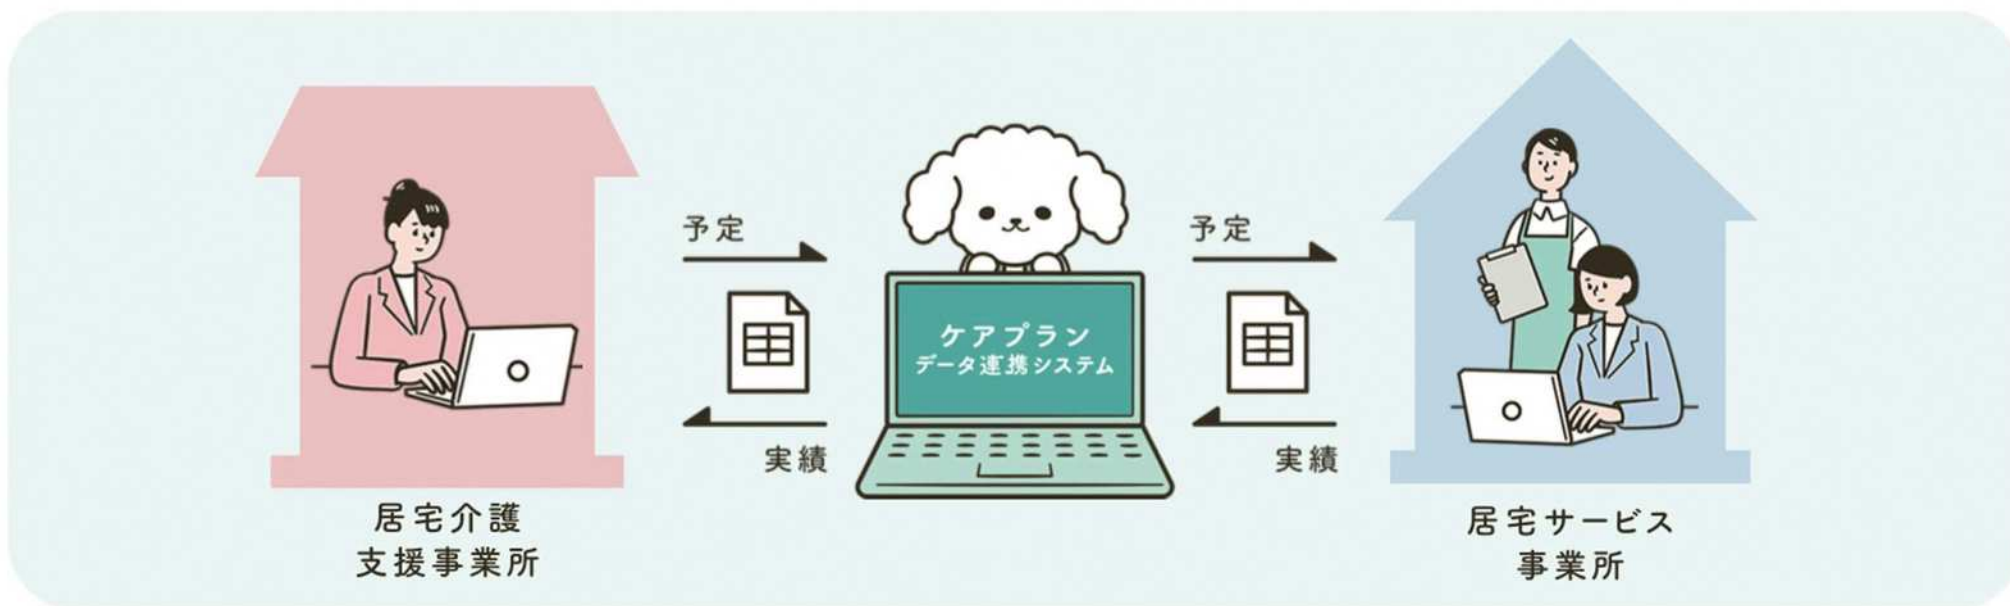 予定
予定
ケアプラン
データ連携システム
実績
実績
居宅介護
支援事業所
居宅サービス
事業所